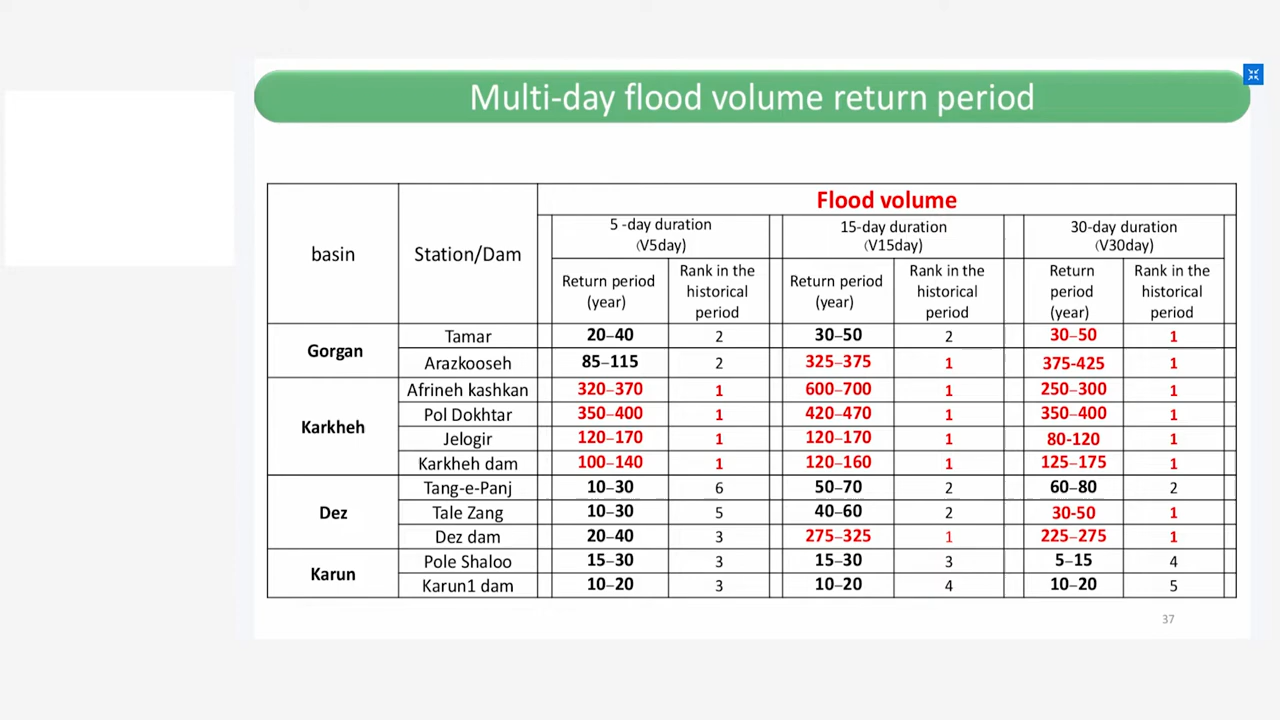 Multi-day flood volume return period
basin
Station/Dam
Flood volume
5 -day duration
(V5day)
15-day duration
(V15day)
30-day duration
(V30day)
Return period
(year)
Rank in the
historical
period
Return period
(year)
Rank in the
historical
period
Return
period
(year)
Rank in the
historical
period
Gorgan
Tamar 20–40 2 30–50 2 30–50 1
Arazkooseh 85–115 2 325–375 1 375-425 1
Karkheh
Afrineh kashkan 320–370 1 600–700 1 250–300 1
Pol Dokhtar 350–400 1 420–470 1 350–400 1
Jelogir 120–170 1 120–170 1 80-120 1
Karkheh dam 100–140 1 120–160 1 125–175 1
Dez
Tang-e-Panj 10–30 6 50–70 2 60–80 2
Tale Zang 10–30 5 40–60 2 30-50 1
Dez dam 20–40 3 275–325 1 225–275 1
Karun
Pole Shaloo 15–30 3 15–30 3 5–15 4
Karun1 dam 10–20 3 10–20 4 10–20 5
37